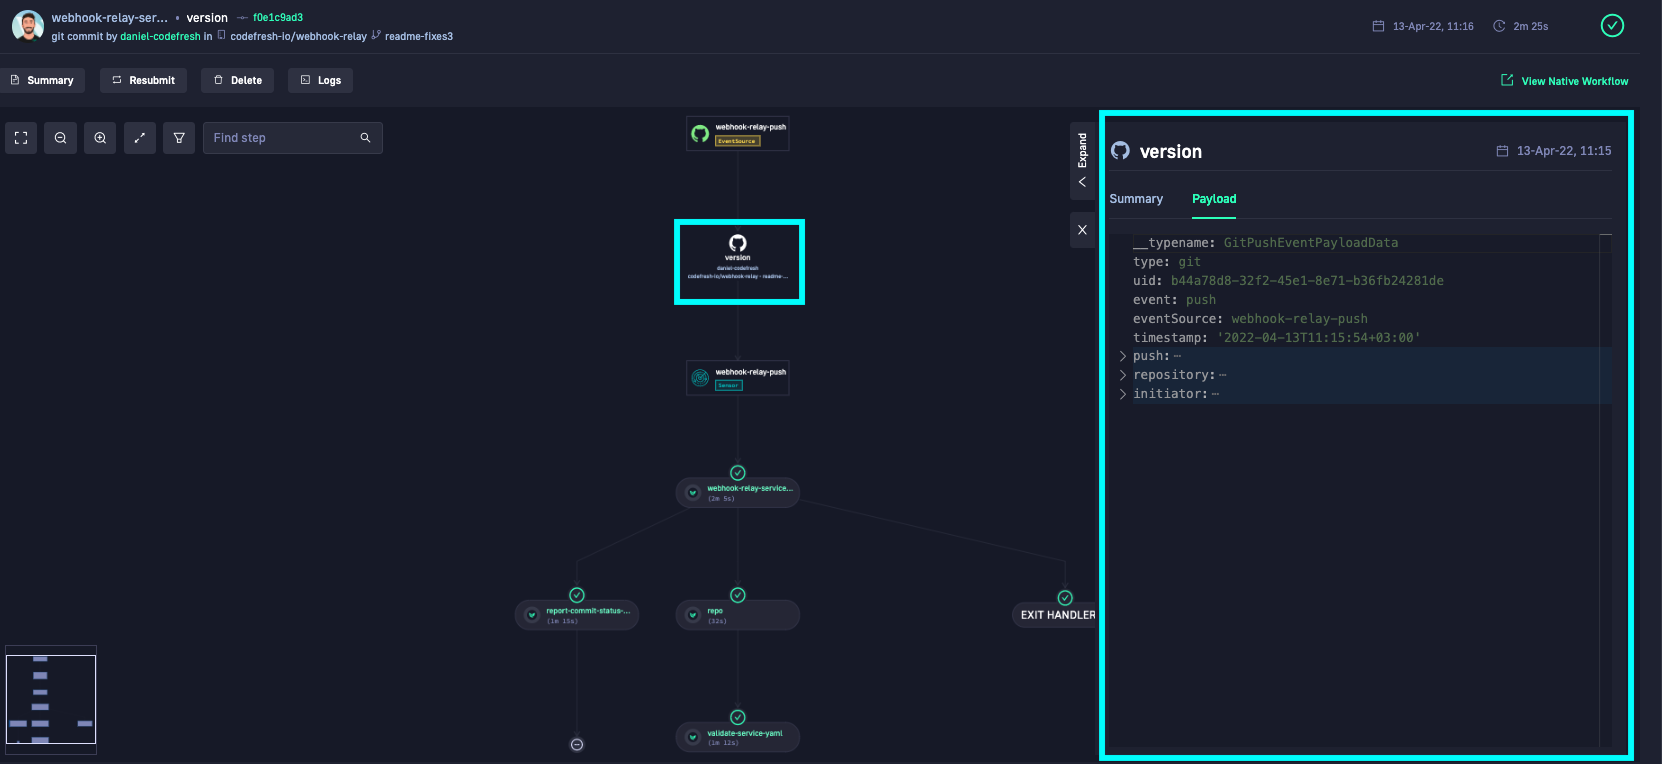 webhook-relay-ser... • version f0e1c9ad3
git commit by daniel-codefresh in codefresh-io/webhook-relay readme-fixes3
13-Apr-22, 11:16 2m 25s
Summary Resubmit Delete Logs
View Native Workflow
Find step
webhook-relay-push
EventSource
version
daniel-codefresh
codefresh-io/webhook-relay - readme-...
webhook-relay-push
Sensor
webhook-relay-service...
(2m 5s)
report-commit-status-...
(1m 15s)
repo
(32s)
EXIT HANDLER
validate-service-yaml
(1m 12s)
Expand
X
version
13-Apr-22, 11:15
Summary Payload
__typename: GitPushEventPayloadData
type: git
uid: b44a78d8-32f2-45e1-8e71-b36fb24281de
event: push
eventSource: webhook-relay-push
timestamp: '2022-04-13T11:15:54+03:00'
push:⋯
repository:⋯
initiator:⋯